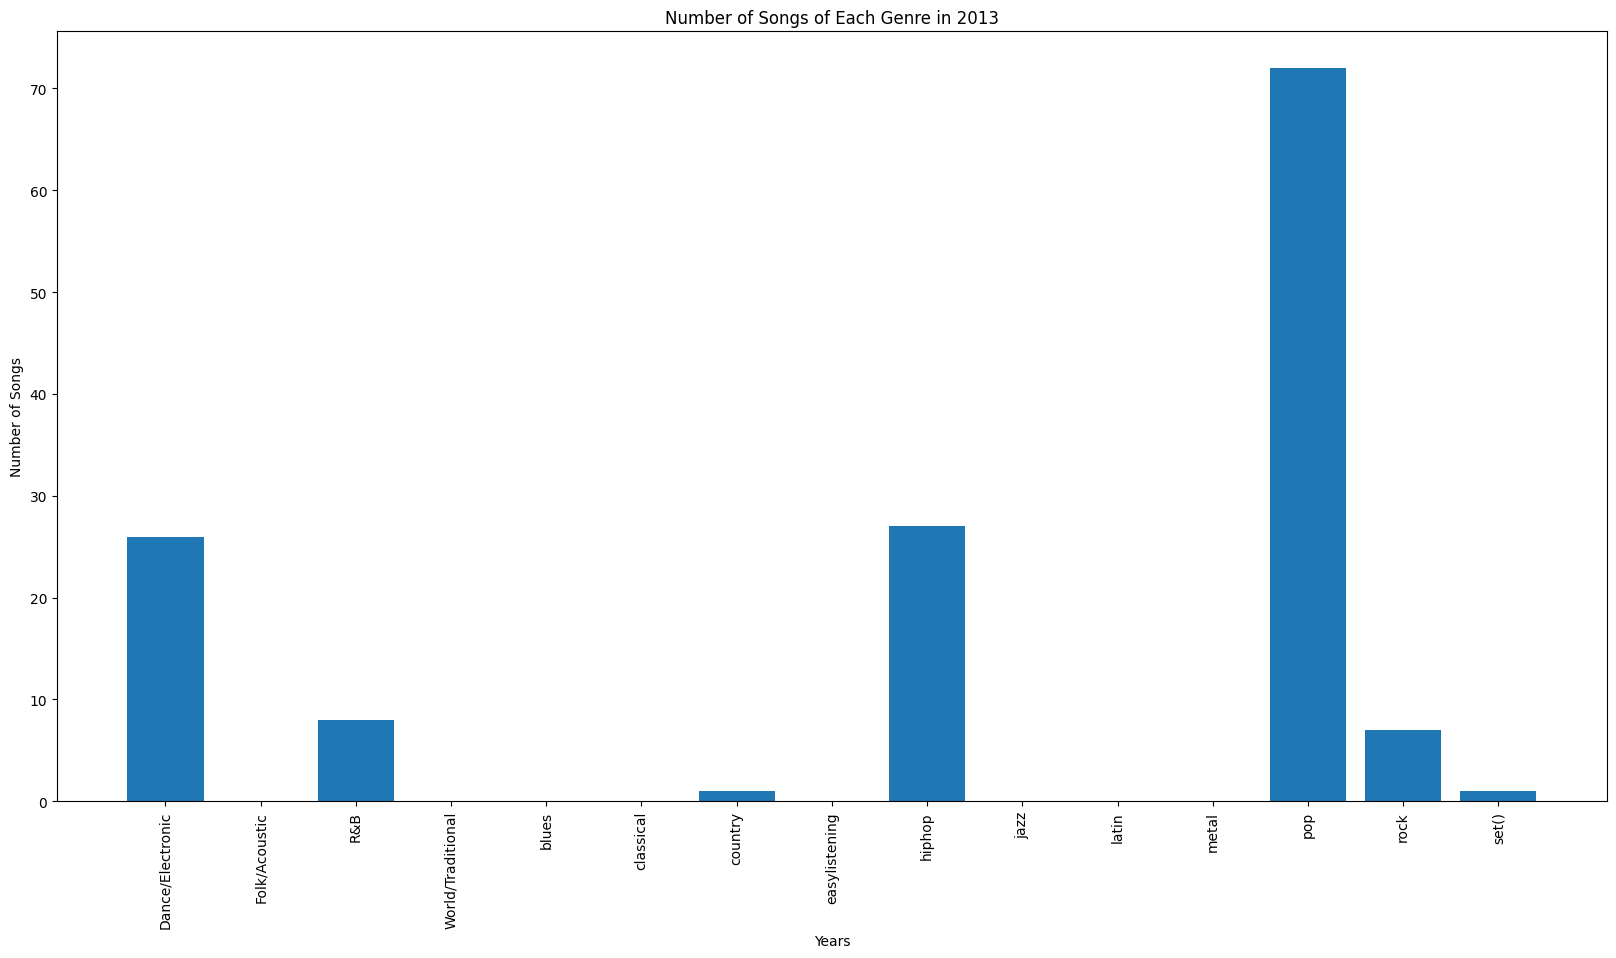 Number of Songs of Each Genre in 2013
Number of Songs
70
60
50
40
30
20
10
0
Dance/Electronic
Folk/Acoustic
R&B
World/Traditional
blues
classical
country
easylistening
hiphop
jazz
latin
metal
pop
rock
set()
Years